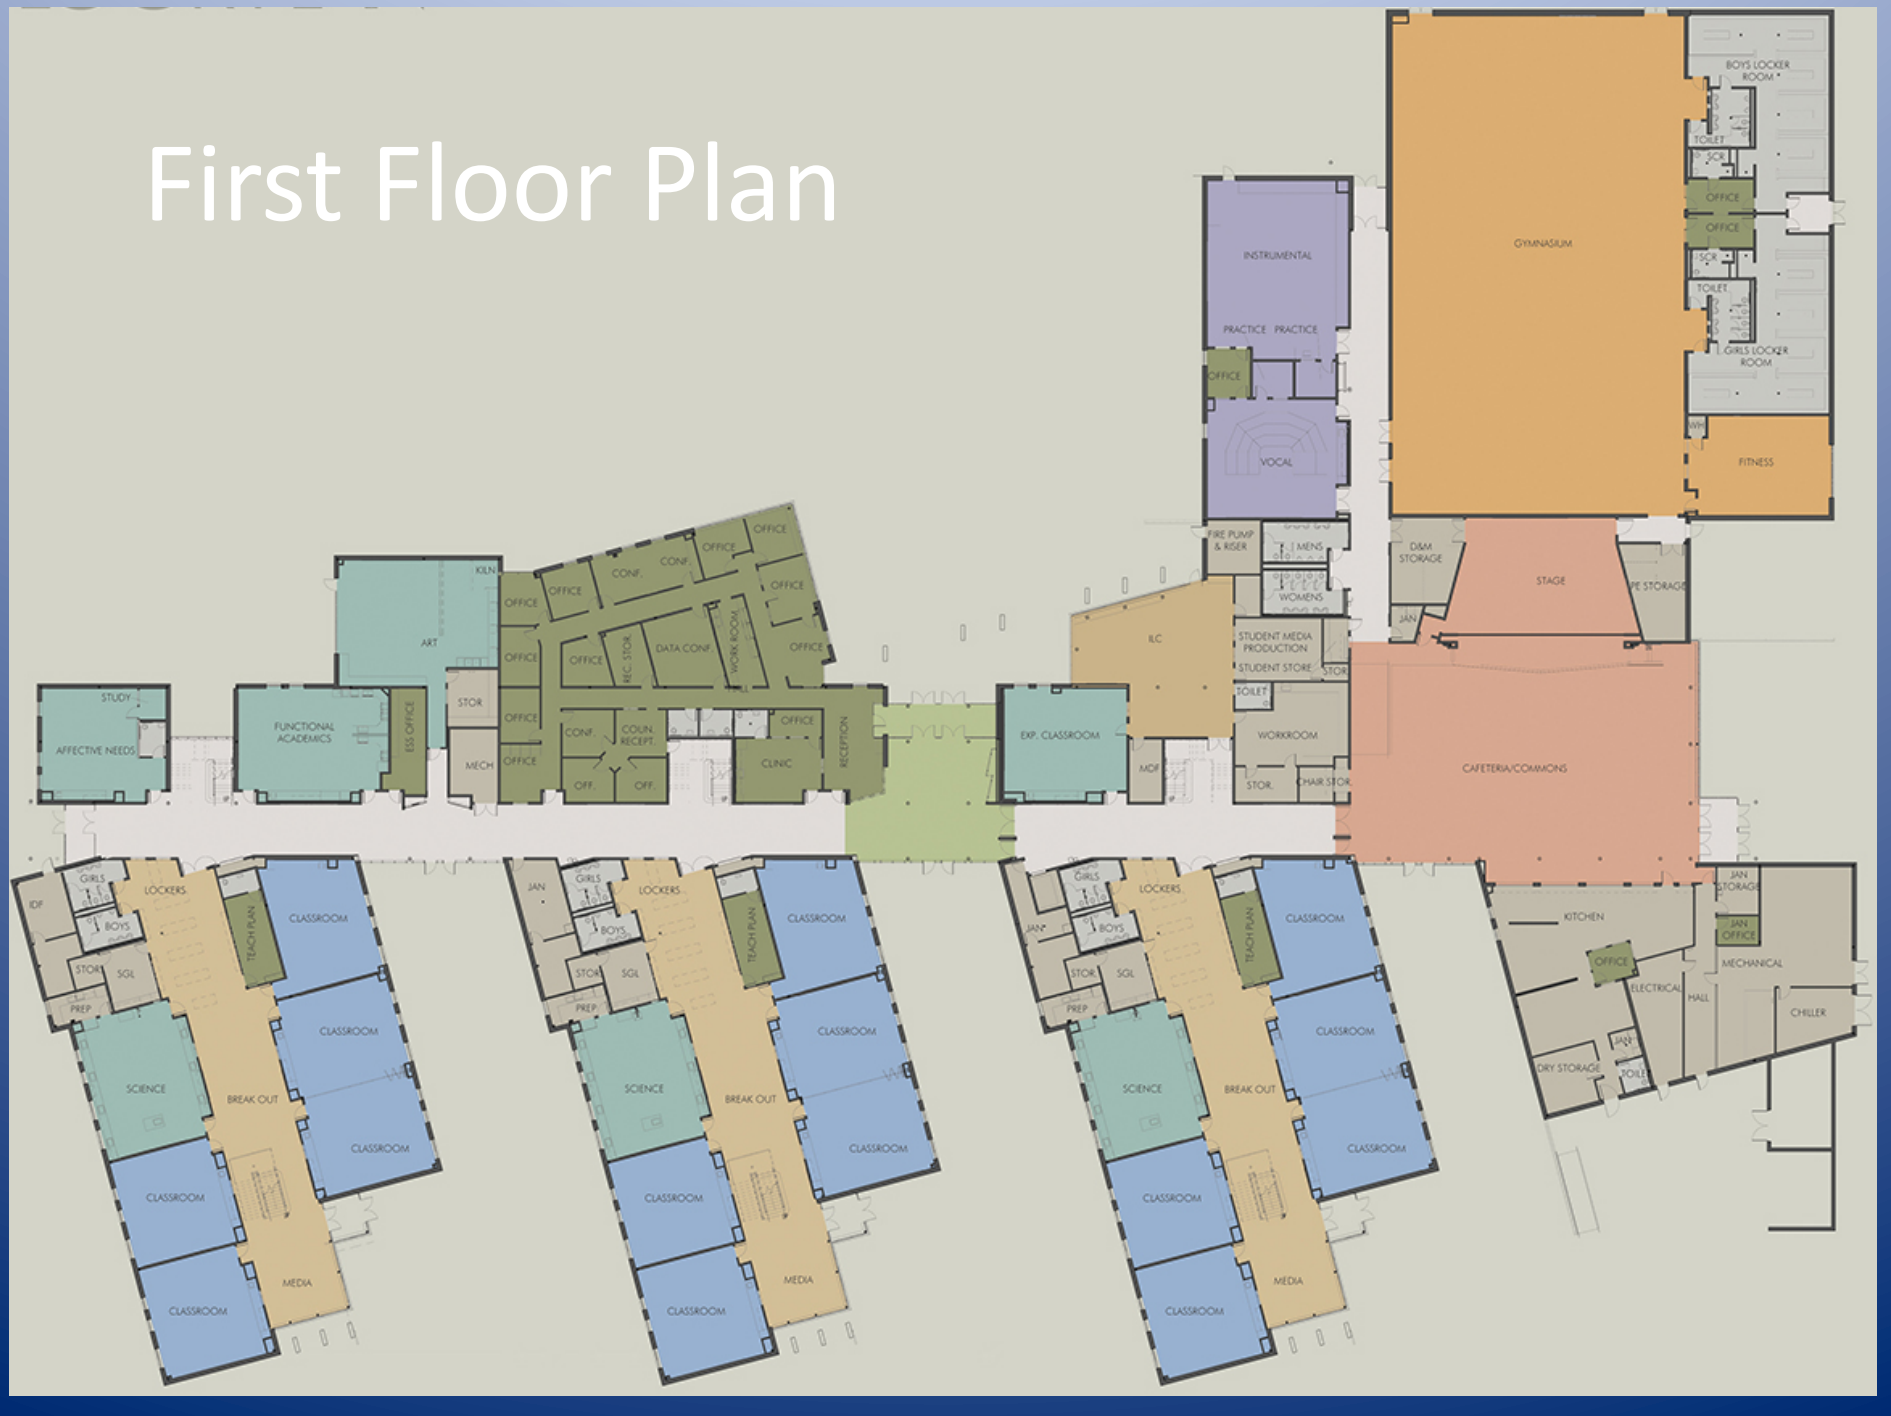 First Floor Plan
BOYS LOCKER
ROOM
TOILET
SCR
OFFICE
OFFICE
SCR
TOILET
GIRLS LOCKER
ROOM
GYMNASIUM
WH
FITNESS
INSTRUMENTAL
PRACTICE PRACTICE
OFFICE
VOCAL
FIRE PUMP
& RISER
MENS
WOMENS
D&M
STORAGE
STAGE
PE STORAGE
JAN
ILC
STUDENT MEDIA
PRODUCTION
STUDENT STORE
STOR
TOILET
WORKROOM
STOR.
CHAIR STOR.
EXP. CLASSROOM
MDF
CAFETERIA/COMMONS
KILN
ART
STOR
MECH
STUDY
AFFECTIVE NEEDS
FUNCTIONAL
ACADEMICS
ESS OFFICE
OFFICE
OFFICE
CONF.
CONF.
OFFICE
OFFICE
OFFICE
OFFICE
OFFICE
OFFICE
REC. STOR.
DATA CONF.
WORK ROOM
HALL
OFFICE
OFFICE
CONF.
COUN.
RECEPT.
OFF.
OFF.
OFFICE
CLINIC
RECEPTION
IDF
GIRLS
BOYS
LOCKERS
TEACH PLAN
CLASSROOM
STOR
SGL
PREP
CLASSROOM
SCIENCE
BREAK OUT
CLASSROOM
CLASSROOM
MEDIA
CLASSROOM
JAN
GIRLS
BOYS
LOCKERS
TEACH PLAN
CLASSROOM
STOR
SGL
PREP
CLASSROOM
SCIENCE
BREAK OUT
CLASSROOM
CLASSROOM
MEDIA
CLASSROOM
JAN
GIRLS
BOYS
LOCKERS
TEACH PLAN
CLASSROOM
STOR.
SGL
PREP
CLASSROOM
SCIENCE
BREAK OUT
CLASSROOM
CLASSROOM
MEDIA
CLASSROOM
KITCHEN
JAN
STORAGE
JAN
OFFICE
OFFICE
MECHANICAL
ELECTRICAL
HALL
CHILLER
JAN
DRY STORAGE